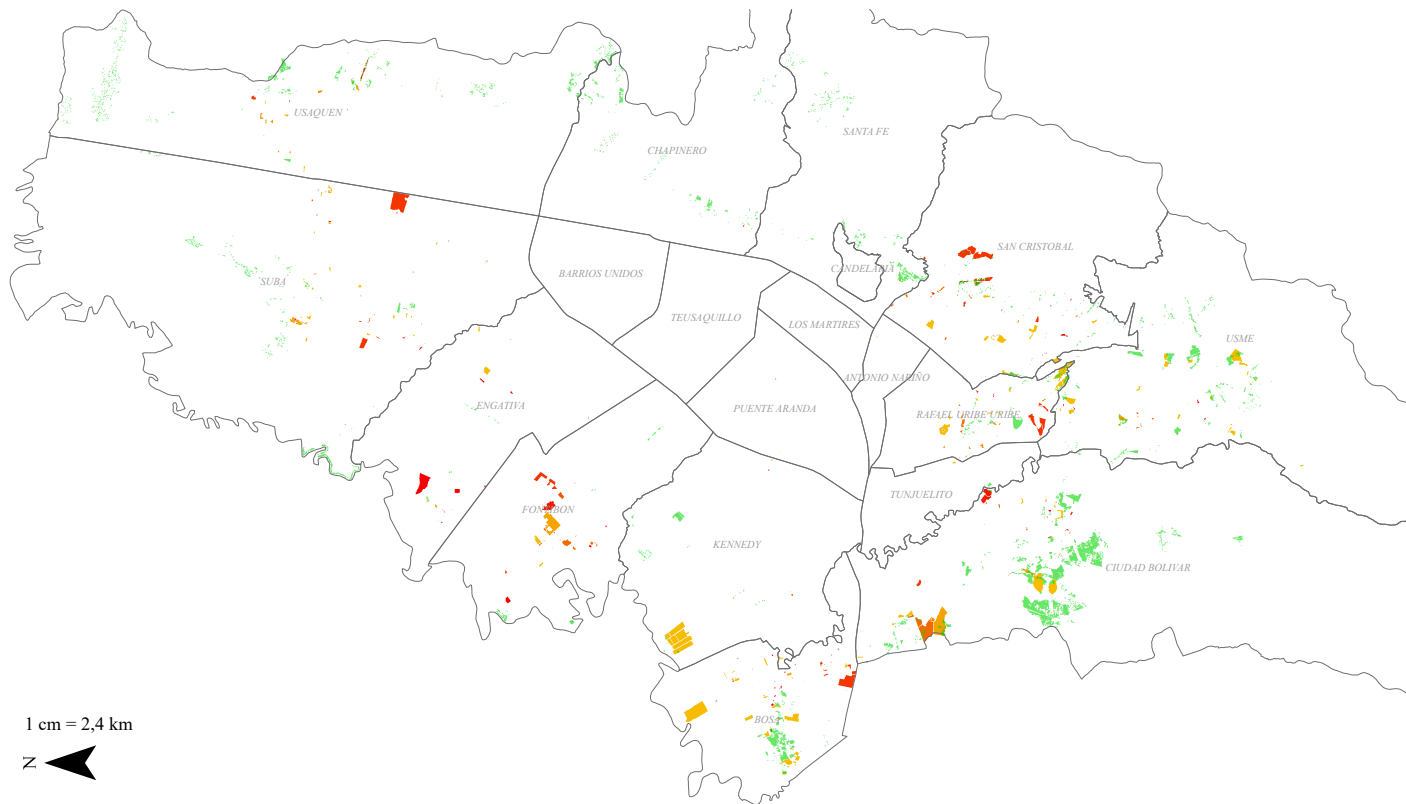 USAQUEN `
SANTA FE
CHAPINERO
SAN CRISTOBAL
CANDELARIA
BARRIOS UNIDOS
SUBA
TEUSAQUILLO
LOS MARTIRES
USME
ANTONIO NARIÑO
ENGATIVA
PUENTE ARANDA
RAFAEL URIBE URIBE
TUNJUELITO
FONTIBON
KENNEDY
CIUDAD BOLIVAR
BOSA
1 cm = 2,4 km
N